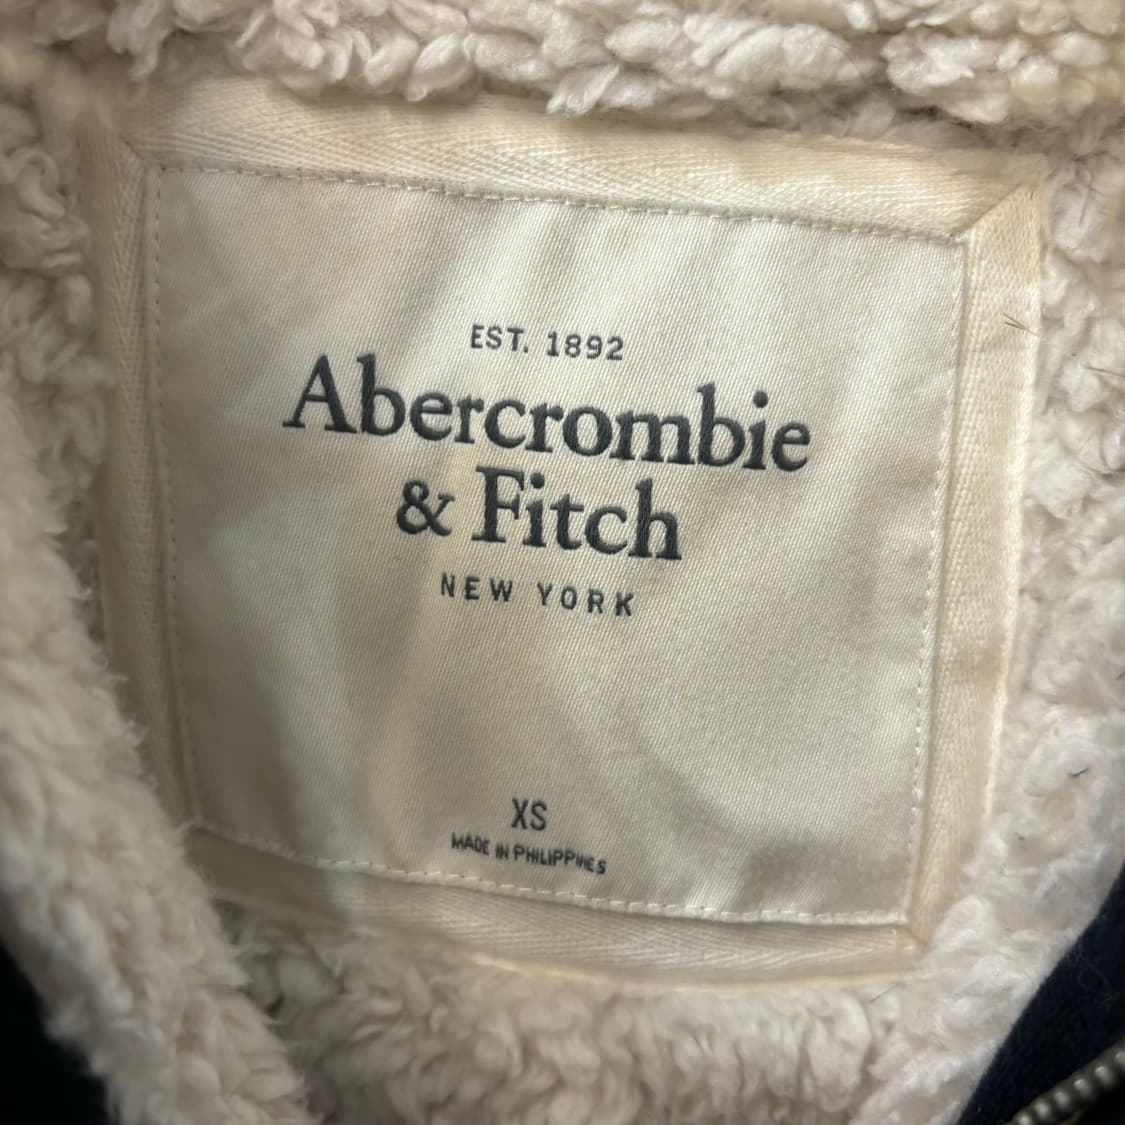 EST. 1892
Abercrombie
& Fitch
NEW YORK
XS
MADE IN PHILIPPINES